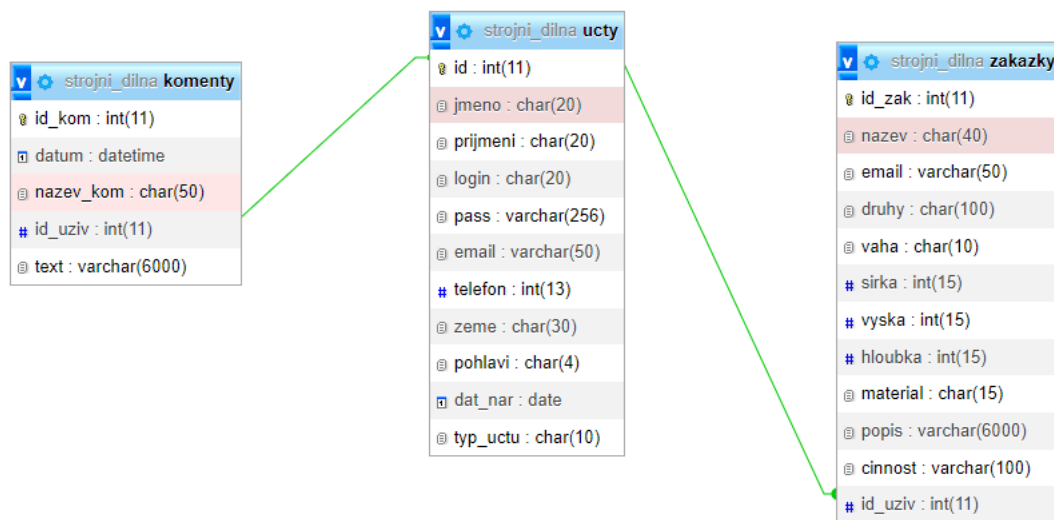 strojni_dilna komenty
id_kom : int(11)
datum : datetime
nazev_kom : char(50)
id_uziv : int(11)
text : varchar(6000)
strojni_dilna ucty
id : int(11)
jmeno : char(20)
prijmeni : char(20)
login : char(20)
pass : varchar(256)
email : varchar(50)
telefon : int(13)
zeme : char(30)
pohlavi : char(4)
dat_nar : date
typ_uctu : char(10)
strojni_dilna zakazky
id_zak : int(11)
nazev : char(40)
email : varchar(50)
druhy : char(100)
vaha : char(10)
sirka : int(15)
vyska : int(15)
hloubka : int(15)
material : char(15)
popis : varchar(6000)
cinnost : varchar(100)
id_uziv : int(11)